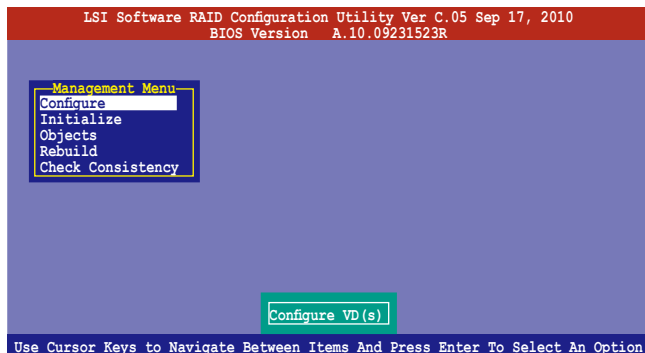 LSI Software RAID Configuration Utility Ver C.05 Sep 17, 2010
BIOS Version A.10.09231523R
Management Menu
Configure
Initialize
Objects
Rebuild
Check Consistency
Configure VD(s)
Use Cursor Keys to Navigate Between Items And Press Enter To Select An Option